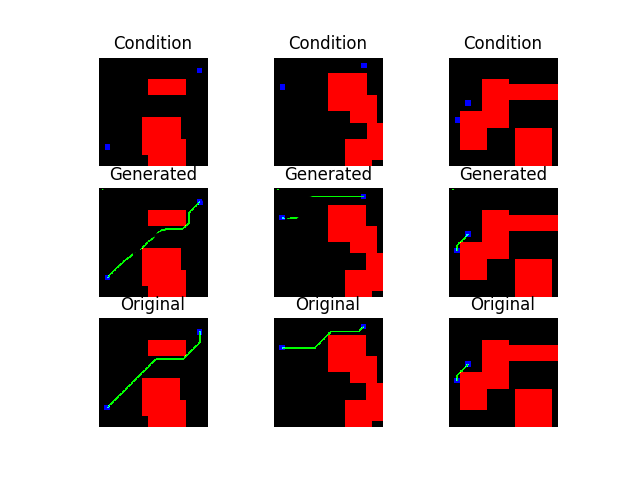 Condition Condition Condition
Generated Generated Generated
Original Original Original